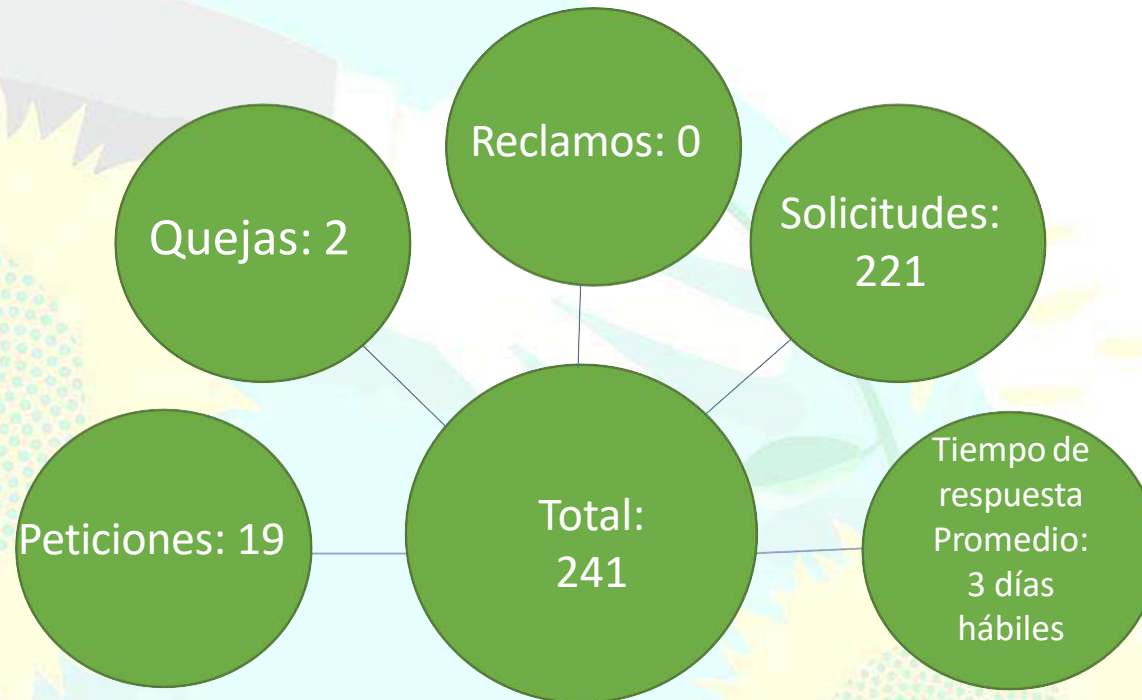 Reclamos: 0
Quejas: 2
Solicitudes:
221
Peticiones: 19
Total:
241
Tiempo de
respuesta
Promedio:
3 días
hábiles